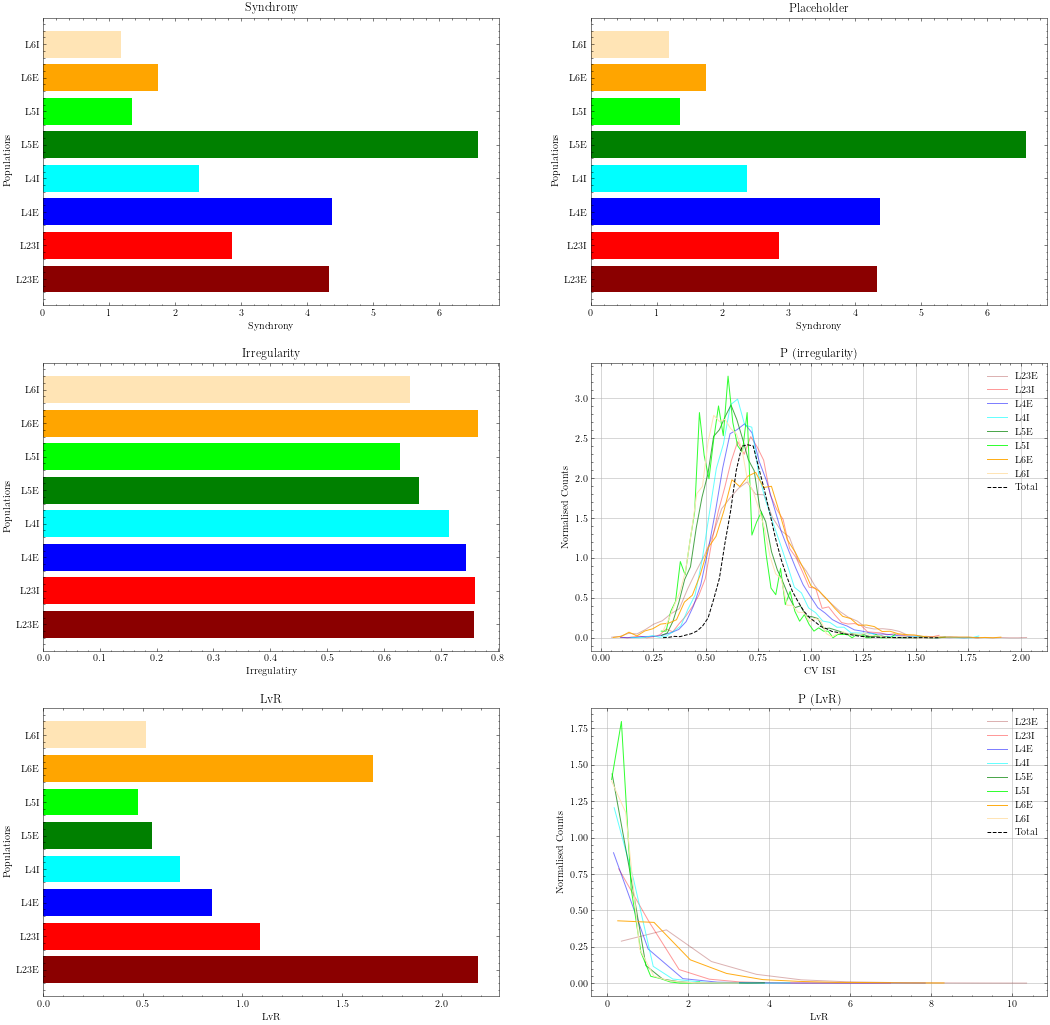 Synchrony
L6I
L6E
L5I
L5E
L4I
L4E
L23I
L23E
Populations
0 1 2 3 4 5 6
Synchrony
Placeholder
L6I
L6E
L5I
L5E
L4I
L4E
L23I
L23E
Populations
0 1 2 3 4 5 6
Synchrony
Irregularity
L6I
L6E
L5I
L5E
L4I
L4E
L23I
L23E
Populations
0.0 0.1 0.2 0.3 0.4 0.5 0.6 0.7 0.8
Irregulatiry
P (irregularity)
3.0
2.5
2.0
1.5
1.0
0.5
0.0
Normalised Counts
L23E
L23I
L4E
L4I
L5E
L5I
L6E
L6I
Total
0.00 0.25 0.50 0.75 1.00 1.25 1.50 1.75 2.00
CV ISI
LvR
L6I
L6E
L5I
L5E
L4I
L4E
L23I
L23E
Populations
0.0 0.5 1.0 1.5 2.0
LvR
P (LvR)
1.75
1.50
1.25
1.00
0.75
0.50
0.25
0.00
Normalised Counts
L23E
L23I
L4E
L4I
L5E
L5I
L6E
L6I
Total
0 2 4 6 8 10
LvR